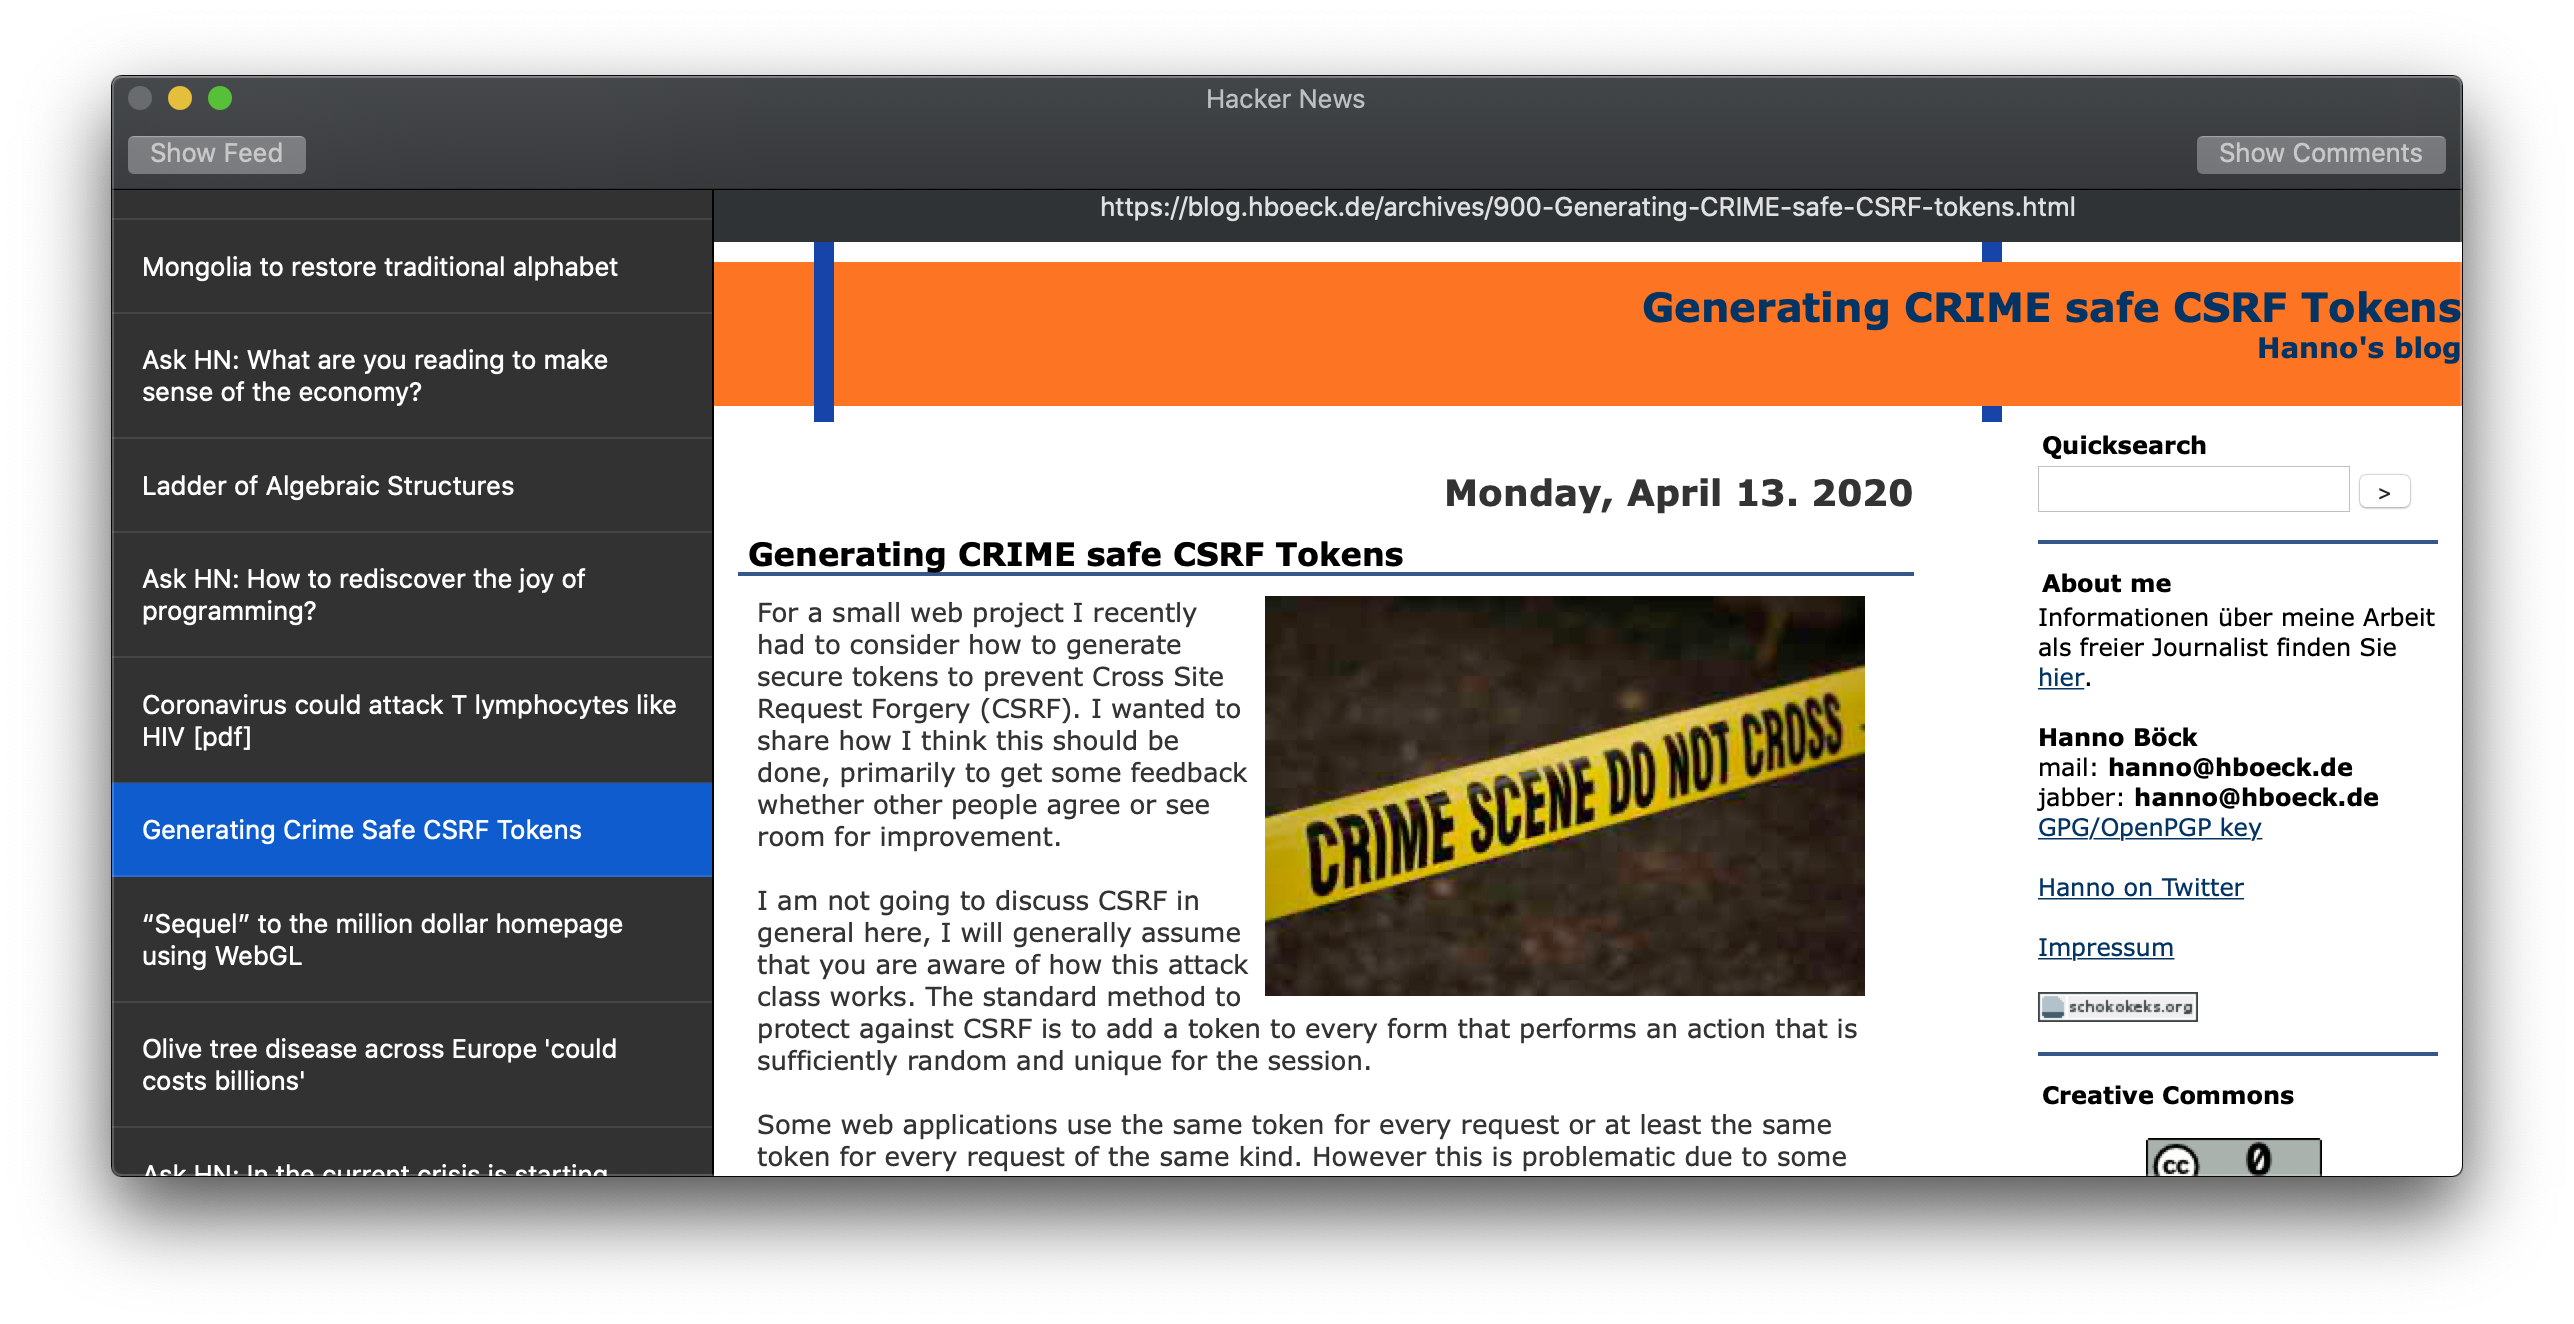 Hacker News
Show Feed
Show Comments
Mongolia to restore traditional alphabet
Ask HN: What are you reading to make
sense of the economy?
Ladder of Algebraic Structures
Ask HN: How to rediscover the joy of
programming?
Coronavirus could attack T lymphocytes like
HIV [pdf]
Generating Crime Safe CSRF Tokens
“Sequel” to the million dollar homepage
using WebGL
Olive tree disease across Europe 'could
costs billions'
Ask HN: In the current crisis is starting
https://blog.hboeck.de/archives/900-Generating-CRIME-safe-CSRF-tokens.html
Generating CRIME safe CSRF Tokens
Hanno's blog
Monday, April 13. 2020
Generating CRIME safe CSRF Tokens
For a small web project I recently
had to consider how to generate
secure tokens to prevent Cross Site
Request Forgery (CSRF). I wanted to
share how I think this should be
done, primarily to get some feedback
whether other people agree or see
room for improvement.
CRIME SCENE DO NOT CROSS
I am not going to discuss CSRF in
general here, I will generally assume
that you are aware of how this attack
class works. The standard method to
protect against CSRF is to add a token to every form that performs an action that is
sufficiently random and unique for the session.
Some web applications use the same token for every request or at least the same
token for every request of the same kind. However this is problematic due to some
Quicksearch
>
About me
Informationen über meine Arbeit
als freier Journalist finden Sie
hier.
Hanno Böck
mail: hanno@hboeck.de
jabber: hanno@hboeck.de
GPG/OpenPGP key
Hanno on Twitter
Impressum
schokokeks.org
Creative Commons
cc 0